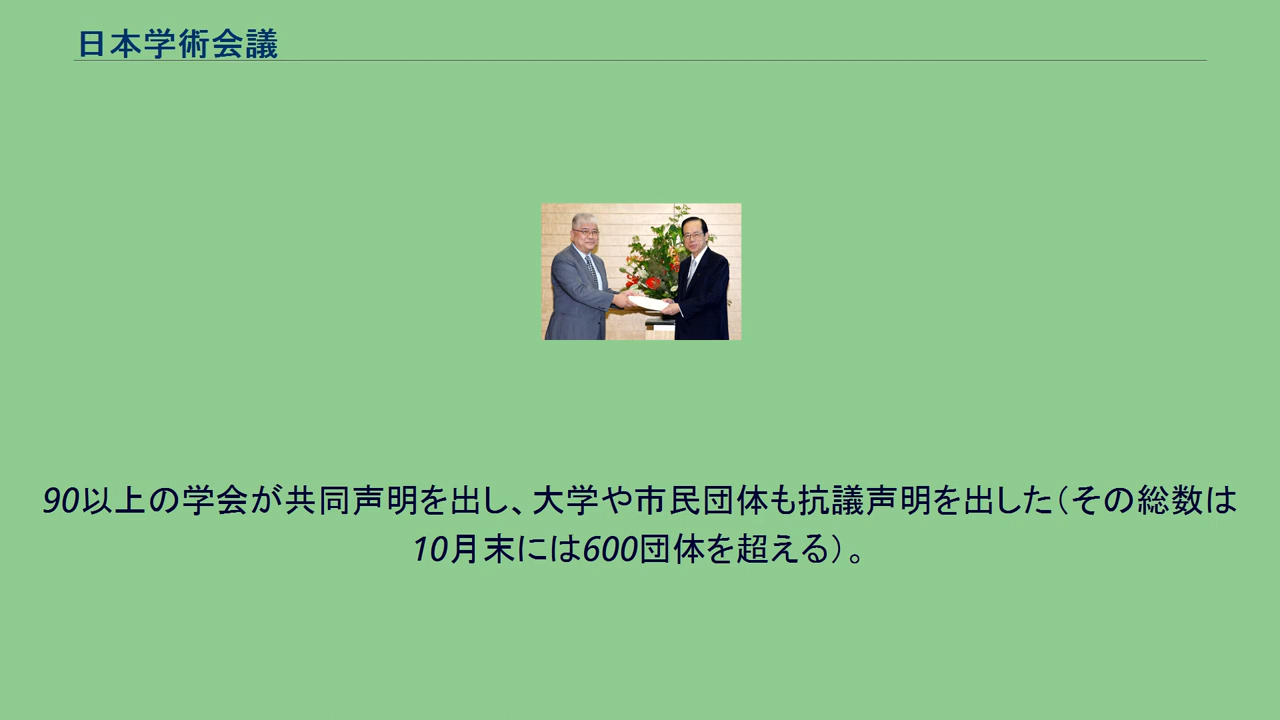 日本学術会議
90以上の学会が共同声明を出し、大学や市民団体も抗議声明を出した（その総数は
10月末には600団体を超える）。